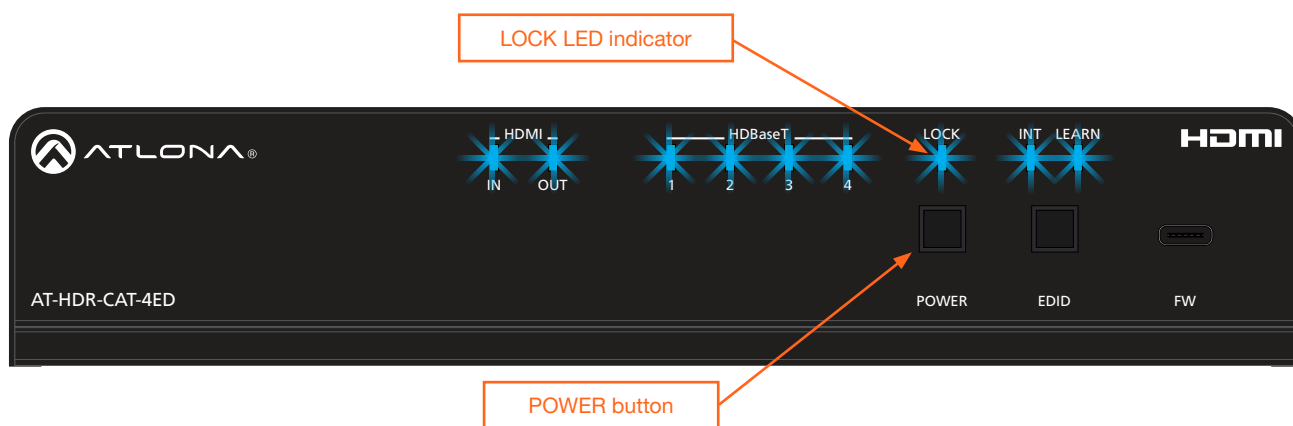 LOCK LED indicator
ATLONA®
HDMI
HDBaseT
LOCK
INT LEARN
HDMI
IN OUT
1 2 3 4
AT-HDR-CAT-4ED
POWER
EDID
FW
POWER button